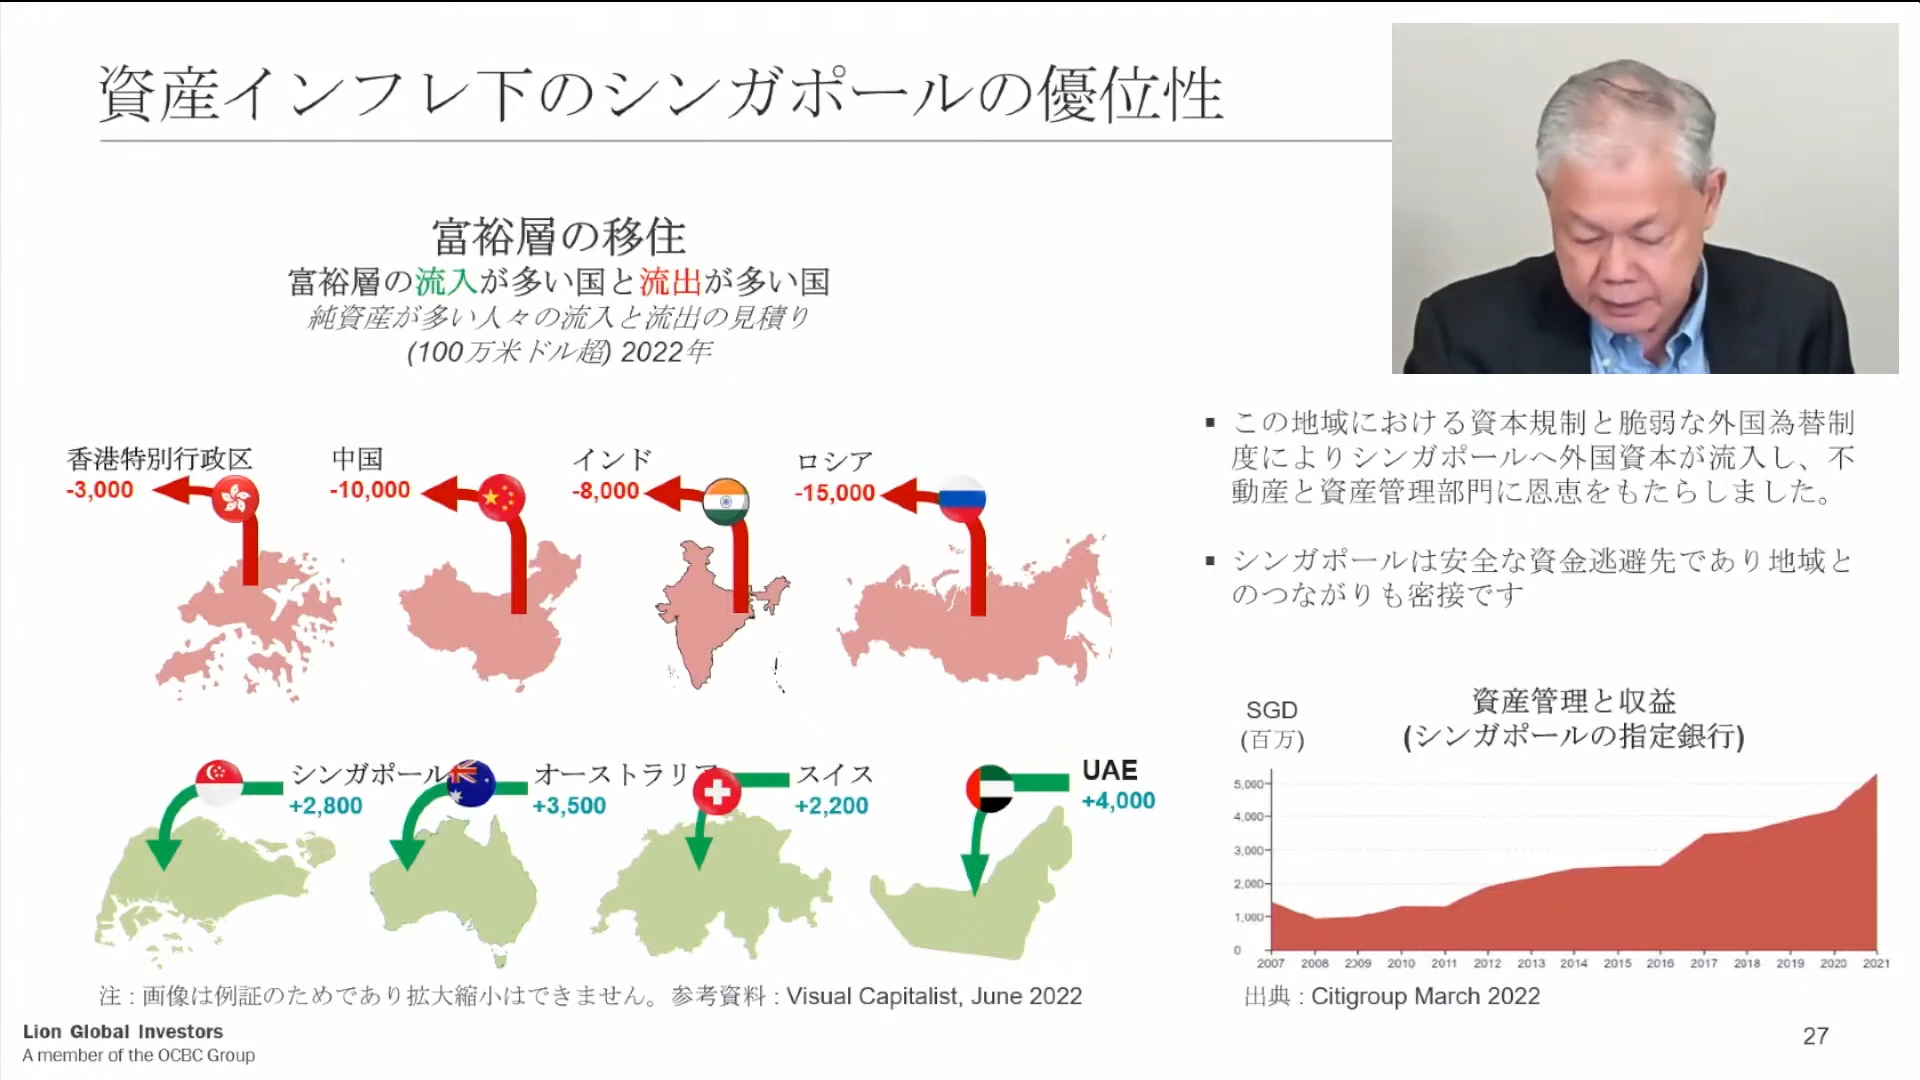 資産インフレ下のシンガポールの優位性
富裕層の移住
富裕層の流入が多い国と流出が多い国
純資産が多い人々の流入と流出の見積り
(100万米ドル超) 2022年
香港特別行政区
-3,000
中国
-10,000
インド
-8,000
ロシア
-15,000
シンガポール
+2,800
オーストラリア
+3,500
スイス
+2,200
UAE
+4,000
注 : 画像は例証のためであり拡大縮小はできません。参考資料 : Visual Capitalist, June 2022
▪ この地域における資本規制と脆弱な外国為替制
度によりシンガポールへ外国資本が流入し、不
動産と資産管理部門に恩恵をもたらしました。
▪ シンガポールは安全な資金逃避先であり地域と
のつながりも密接です
SGD
(百万)
資産管理と収益
(シンガポールの指定銀行)
5,000
4,000
3,000
2,000
1,000
0
2007 2008 2009 2010 2011 2012 2013 2014 2015 2016 2017 2018 2019 2020 2021
出典 : Citigroup March 2022
Lion Global Investors
A member of the OCBC Group
27